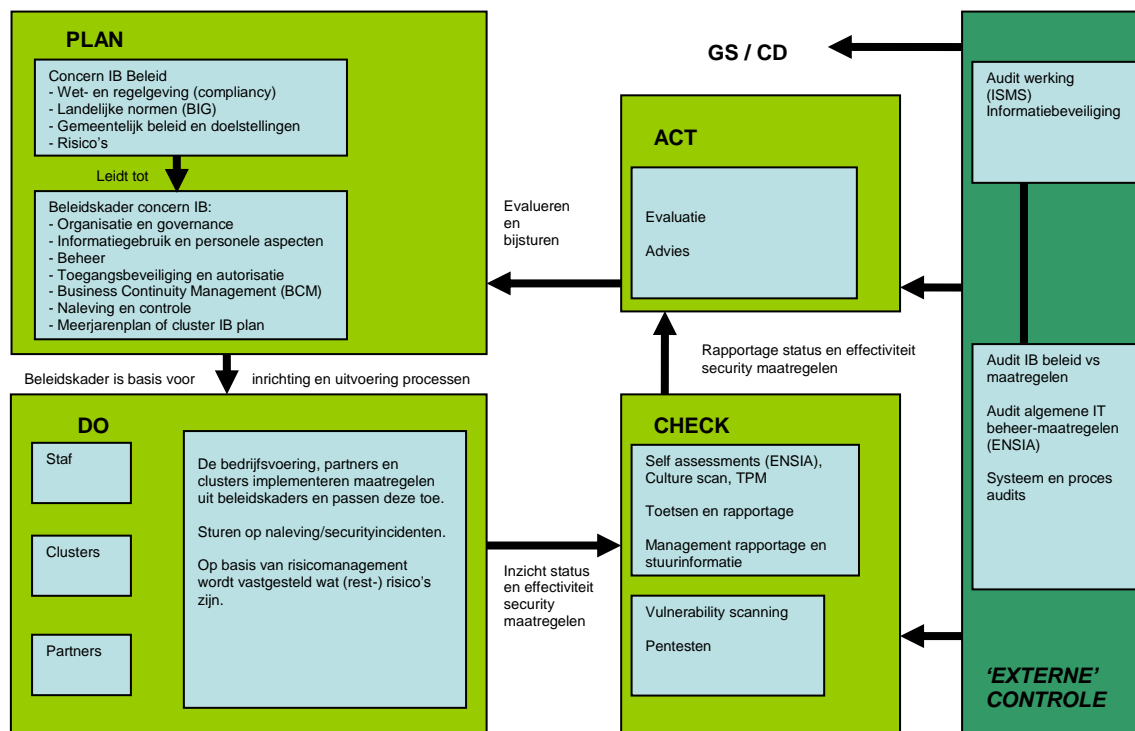 PLAN
Concern IB Beleid
- Wet- en regelgeving (compliancy)
- Landelijke normen (BIG)
- Gemeentelijk beleid en doelstellingen
- Risico's
Leidt tot
Beleidskader concern IB:
- Organisatie en governance
- Informatiegebruik en personele aspecten
- Beheer
- Toegangsbeveiliging en autorisatie
- Business Continuity Management (BCM)
- Naleving en controle
- Meerjarenplan of cluster IB plan
Evalueren
en
bijsturen
GS / CD
ACT
Evaluatie
Advies
Audit werking
(ISMS)
Informatiebeveiliging
Rapportage status en effectiviteit
security maatregelen
Audit IB beleid vs
maatregelen
Audit algemene IT
beheer-maatregelen
(ENSIA)
Systeem en proces
audits
Beleidskader is basis voor
inrichting en uitvoering processen
DO
Staf
Clusters
Partners
De bedrijfsvoering, partners en
clusters implementeren maatregelen
uit beleidskaders en passen deze toe.
Sturen op naleving/securityincidenten.
Op basis van risicomanagement
wordt vastgesteld wat (rest-) risico's
zijn.
Inzicht status
en effectiviteit
security
maatregelen
CHECK
Self assessments (ENSIA),
Culture scan, TPM
Toetsen en rapportage
Management rapportage en
stuurinformatie
Vulnerability scanning
Pentesten
'EXTERNE'
CONTROLE